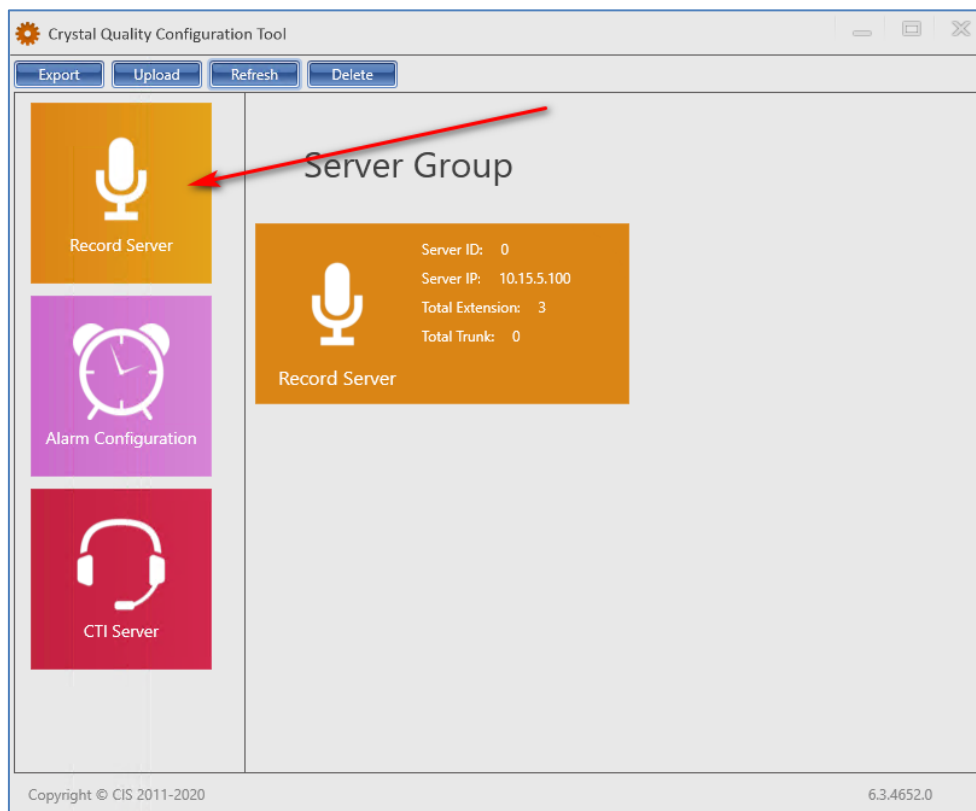 Crystal Quality Configuration Tool
Export Upload Refresh Delete
Record Server
Alarm Configuration
CTI Server
Server Group
Server ID: 0
Server IP: 10.15.5.100
Total Extension: 3
Total Trunk: 0
Record Server
Copyright © CIS 2011-2020
6.3.4652.0